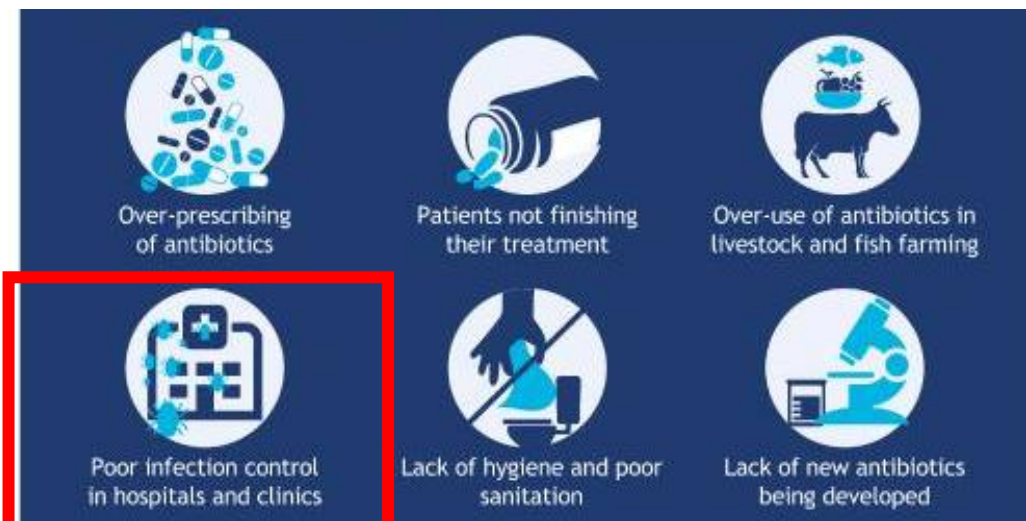 Over-prescribing
of antibiotics
Patients not finishing
their treatment
Over-use of antibiotics in
livestock and fish farming
Poor infection control
in hospitals and clinics
Lack of hygiene and poor
sanitation
Lack of new antibiotics
being developed